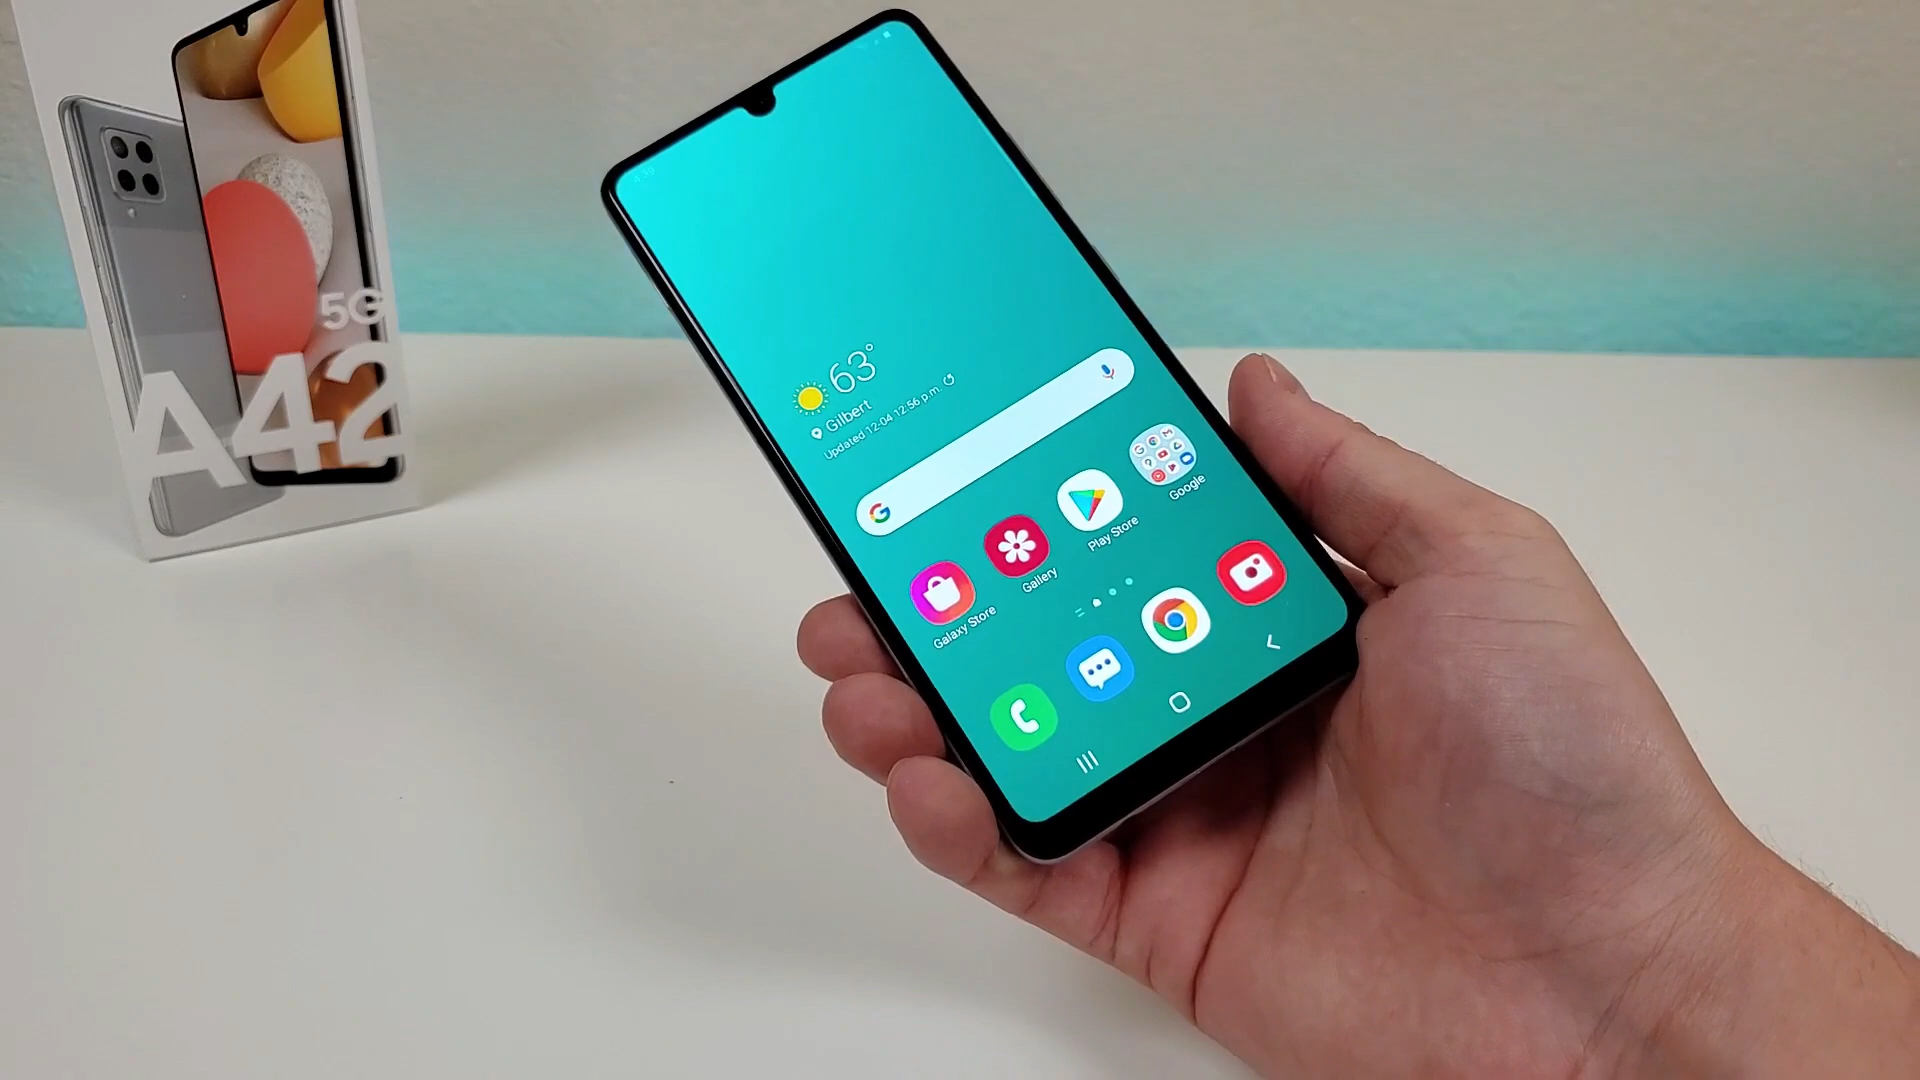 5G
A42
63°
Gilbert
Updated 12-04 12:56 p.m.
Galaxy Store
Gallery
Play Store
Google